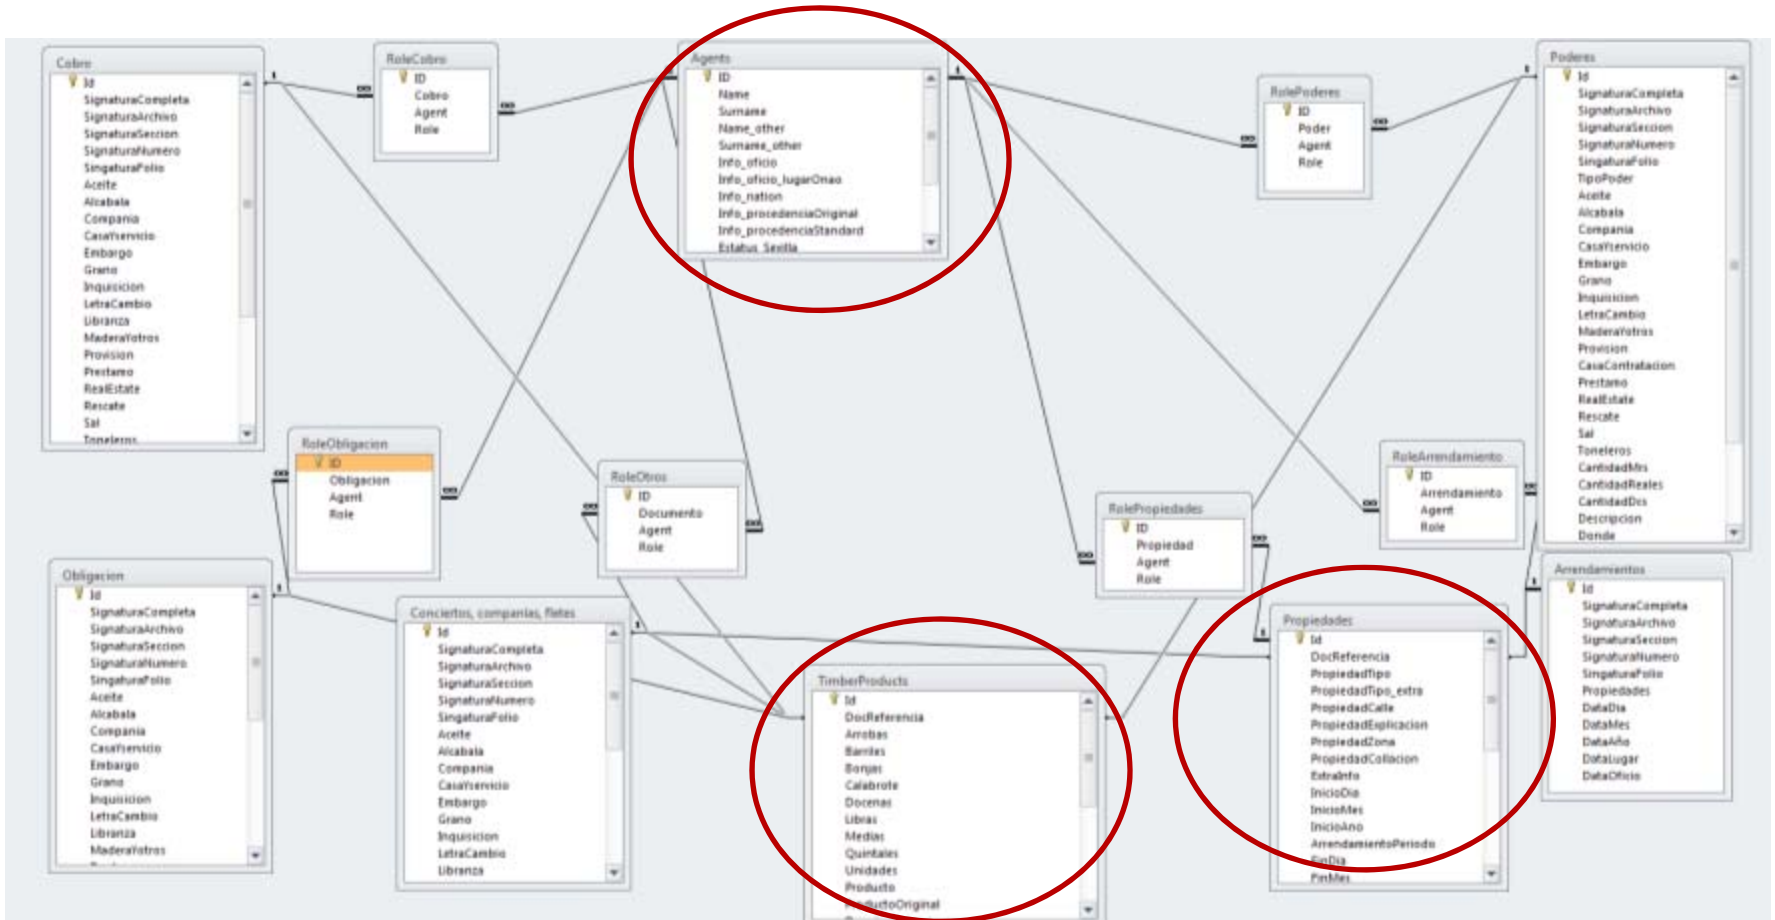 Cobro
Id
SignaturaCompleta
SignaturaArchivo
SignaturaSeccion
SignaturaNumero
SingaturaFolio
Aceite
Alcabala
Compania
CasaYservicio
Embargo
Grano
Inquisicion
LetraCambio
Libranza
MaderaYotros
Provision
Prestamo
RealEstate
Rescate
Sal
Toneleros
RoleCobro
ID
Cobro
Agent
Role
Agents
ID
Name
Surname
Name_other
Surname_other
Info_oficio
Info_nation
Info_procedenciaOriginal
Info_procedenciaStandard
Estatus_Sevilla
RolePoderes
ID
Poder
Agent
Role
Poderes
Id
SignaturaCompleta
SignaturaArchivo
SignaturaSeccion
SignaturaNumero
SingaturaFolio
TipoPoder
Aceite
Alcabala
Compania
CasaYservicio
Embargo
Grano
Inquisicion
LetraCambio
MaderaYotros
Provision
CasaContratacion
Prestamo
RealEstate
Rescate
Sal
Toneleros
CantidadMrs
CantidadReales
CantidadDcs
Descripcion
Donde
RoleObligacion
ID
Obligacion
Agent
Role
RoleOtros
ID
Documento
Agent
Role
RolePropiedades
ID
Propiedad
Agent
Role
RoleArrendamiento
ID
Arrendamiento
Agent
Role
Obligacion
Id
SignaturaCompleta
SignaturaArchivo
SignaturaSeccion
SignaturaNumero
SingaturaFolio
Aceite
Alcabala
Compania
CasaYservicio
Embargo
Grano
Inquisicion
LetraCambio
Libranza
MaderaYotros
Conciertos, companias, fletes
Id
SignaturaCompleta
SignaturaArchivo
SignaturaSeccion
SignaturaNumero
SingaturaFolio
Aceite
Alcabala
Compania
CasaYservicio
Embargo
Grano
Inquisicion
LetraCambio
Libranza
TimberProducts
Id
DocReferencia
Arrobas
Barriles
Bonjas
Calabrote
Docenas
Libras
Medias
Quintales
Unidades
Producto
ProductoOriginal
Propiedades
Id
DocReferencia
PropiedadTipo
PropiedadTipo_extra
PropiedadCalle
PropiedadExplicacion
PropiedadZona
PropiedadCollacion
ExtraInfo
InicioDia
InicioMes
InicioAno
ArrendamientoPeriodo
FinDia
FinMes
Arrendamientos
Id
SignaturaCompleta
SignaturaArchivo
SignaturaSeccion
SignaturaNumero
SingaturaFolio
Propiedades
DataDia
DataMes
DataAño
DataLugar
DataOficio